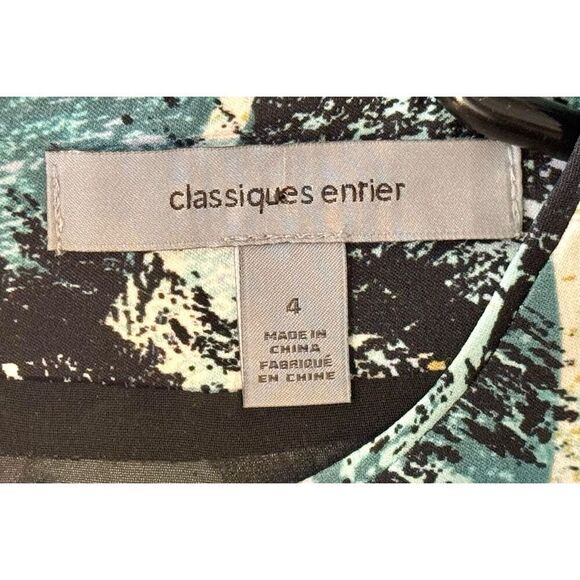 classiques entier
4
MADE IN
CHINA
FABRIQUÉ
EN CHINE